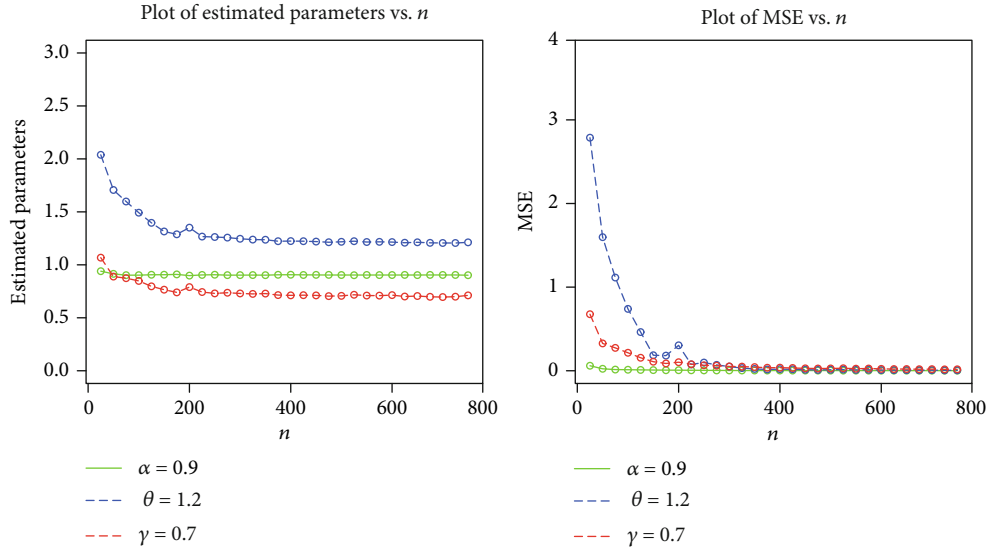 Plot of estimated parameters vs. n
Estimated parameters
3.0
2.5
2.0
1.5
1.0
0.5
0.0
0 200 400 600 800
n
α = 0.9
θ = 1.2
γ = 0.7
Plot of MSE vs. n
MSE
4
3
2
1
0
0 200 400 600 800
n
α = 0.9
θ = 1.2
γ = 0.7